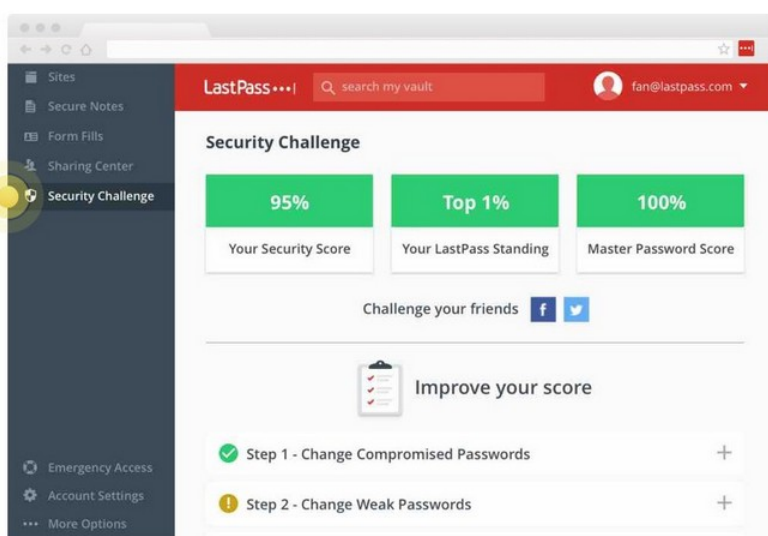 Sites
Secure Notes
Form Fills
Sharing Center
Security Challenge
Emergency Access
Account Settings
More Options
LastPass•••|
search my vault
fan@lastpass.com
Security Challenge
95%
Your Security Score
Top 1%
Your LastPass Standing
100%
Master Password Score
Challenge your friends
Improve your score
Step 1 - Change Compromised Passwords
Step 2 - Change Weak Passwords